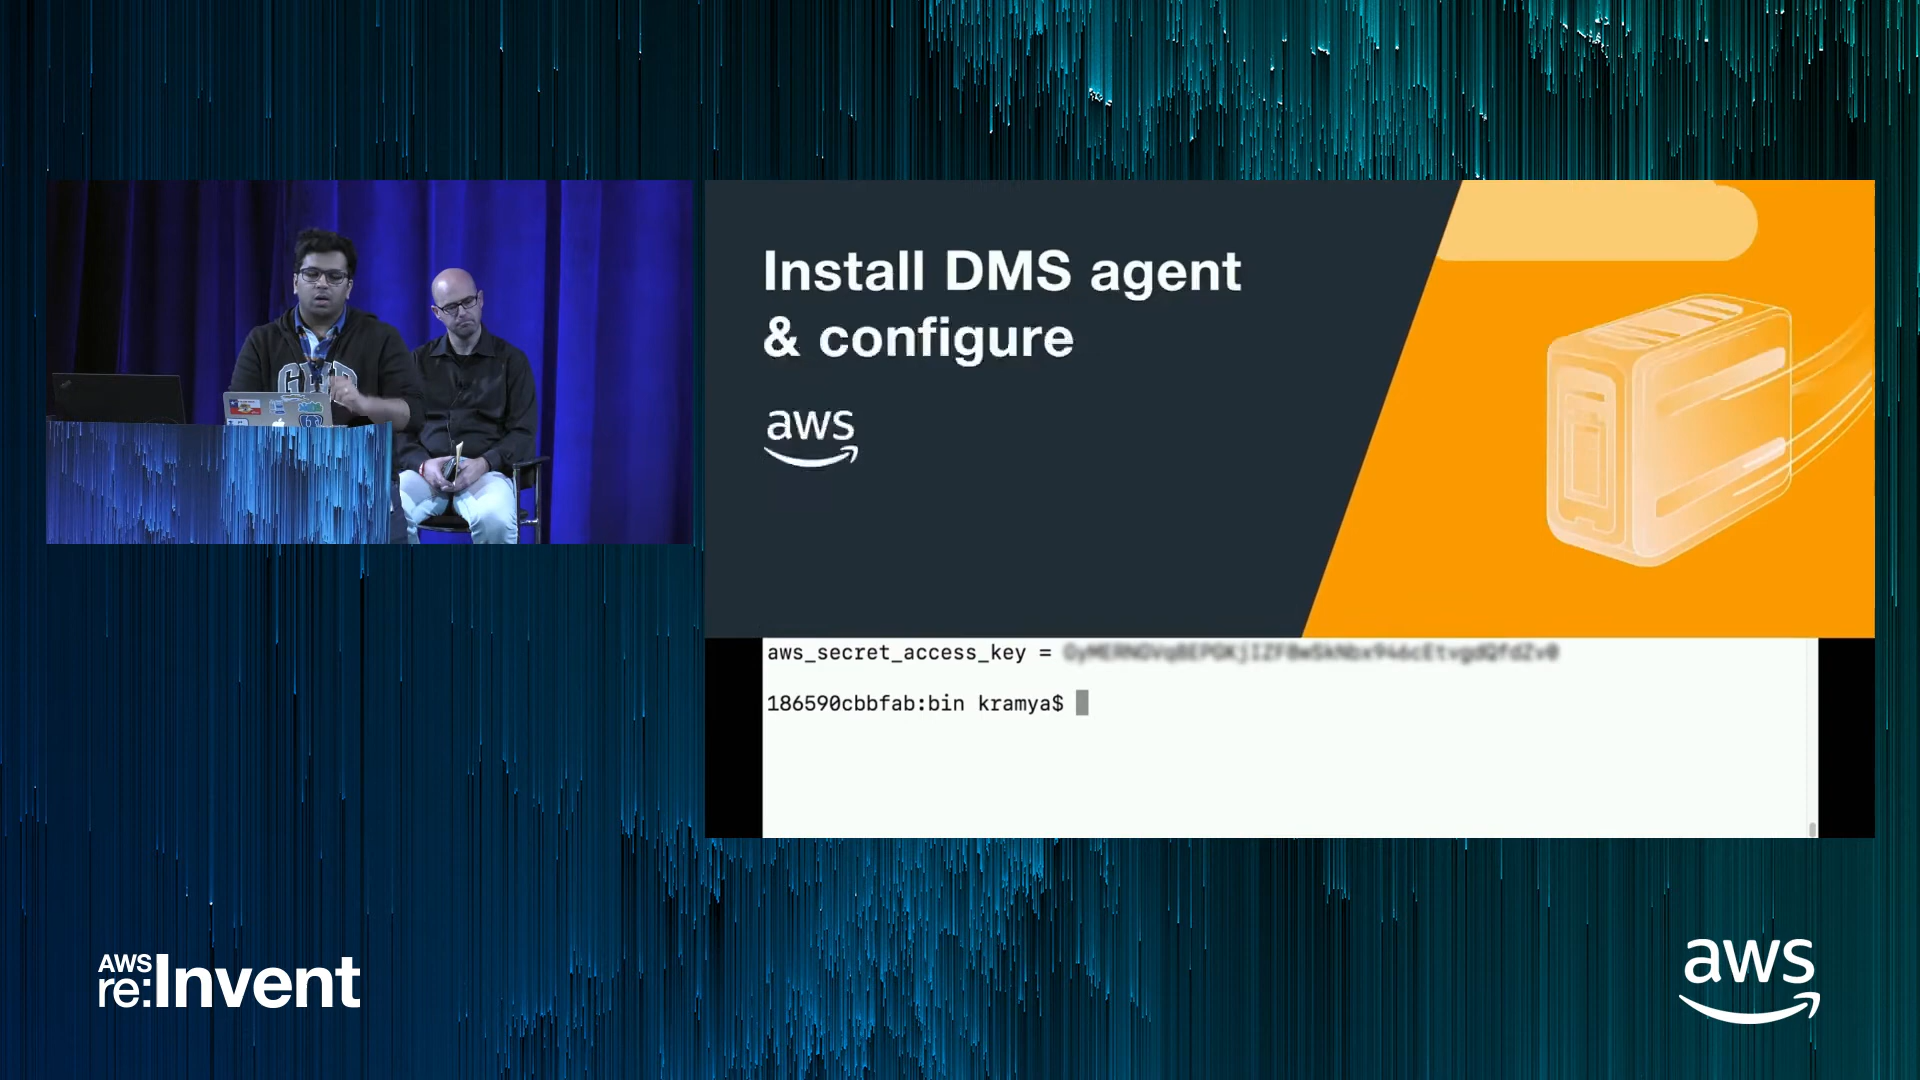 Install DMS agent
& configure
aws
aws_secret_access_key =
186590cbbfab:bin kramya$
AWS
re:Invent
aws